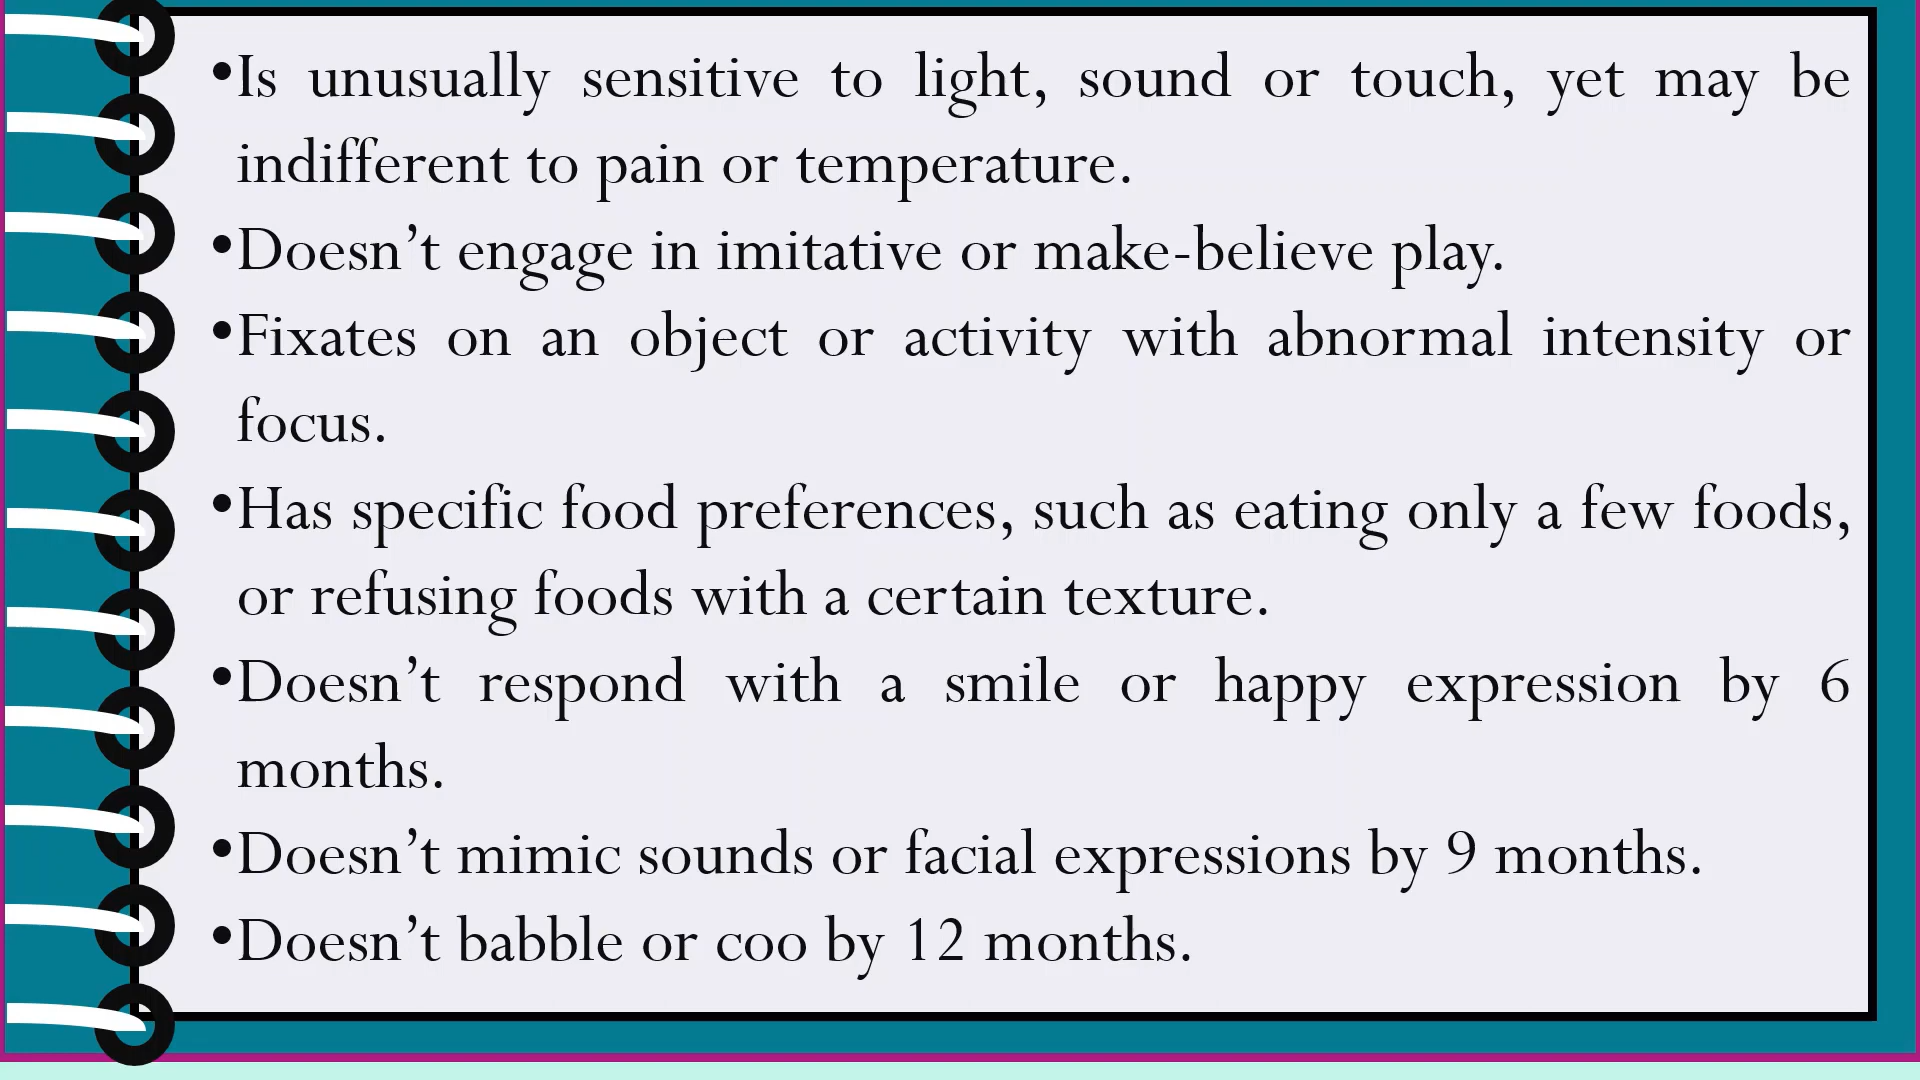 •Is unusually sensitive to light, sound or touch, yet may be
indifferent to pain or temperature.
•Doesn’t engage in imitative or make-believe play.
•Fixates on an object or activity with abnormal intensity or
focus.
•Has specific food preferences, such as eating only a few foods,
or refusing foods with a certain texture.
•Doesn’t respond with a smile or happy expression by 6
months.
•Doesn’t mimic sounds or facial expressions by 9 months.
•Doesn’t babble or coo by 12 months.